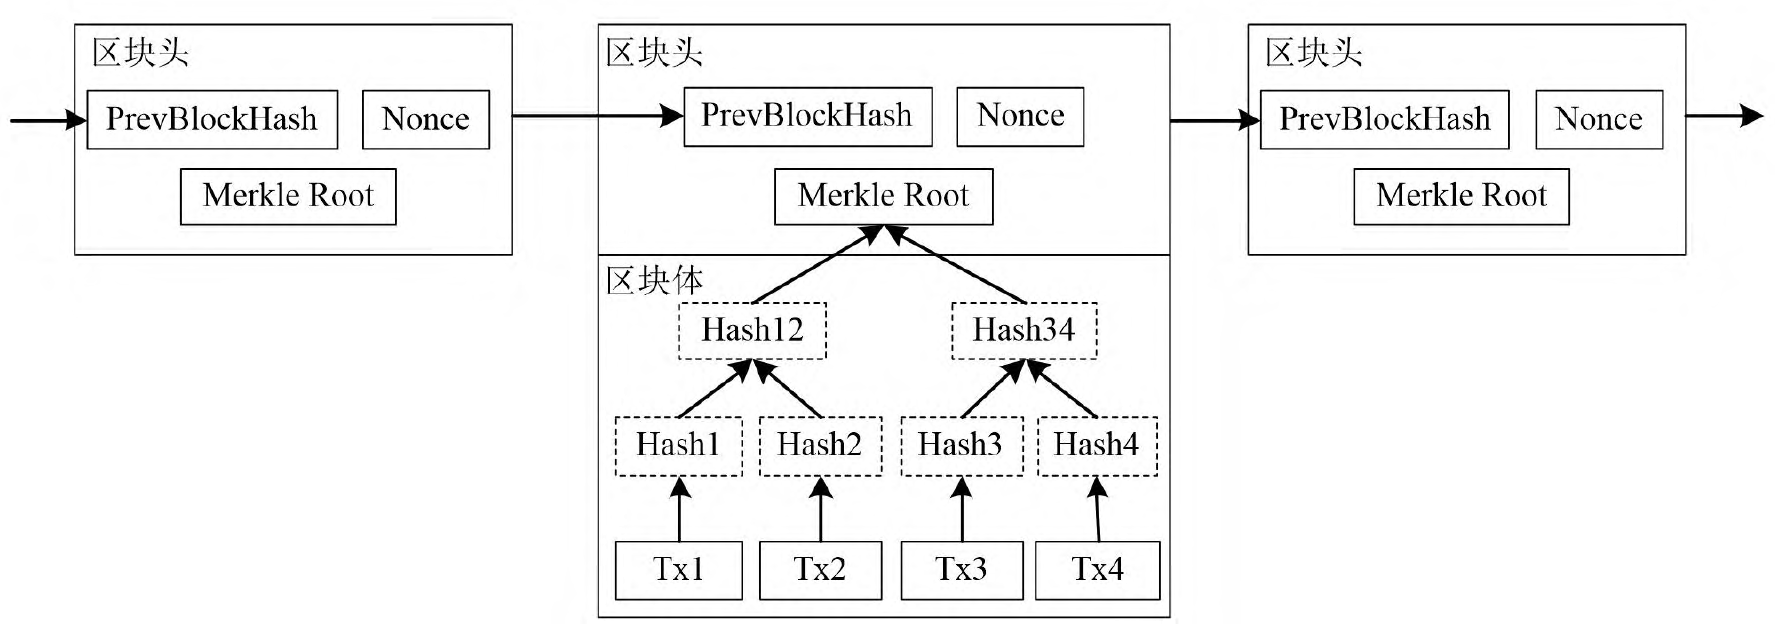 区块头
PrevBlockHash
Nonce
Merkle Root
区块头
PrevBlockHash
Nonce
Merkle Root
区块体
Hash12
Hash34
Hash1
Hash2
Hash3
Hash4
Tx1
Tx2
Tx3
Tx4
区块头
PrevBlockHash
Nonce
Merkle Root